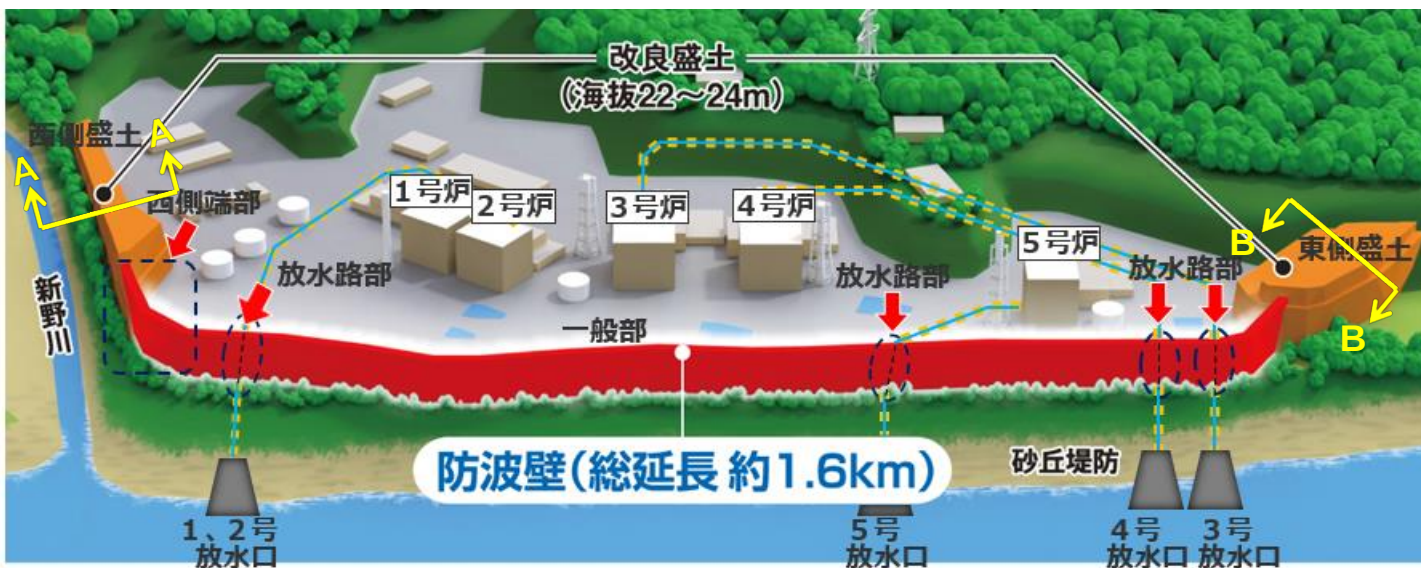 改良盛土
(海抜22〜24m)
西側盛土
A
A
西側端部
1号炉
2号炉
3号炉
4号炉
5号炉
B
東側盛土
B
放水路部
放水路部
放水路部
新野川
一般部
防波壁(総延長 約1.6km)
砂丘堤防
1、2号
放水口
5号
放水口
4号
放水口
3号
放水口